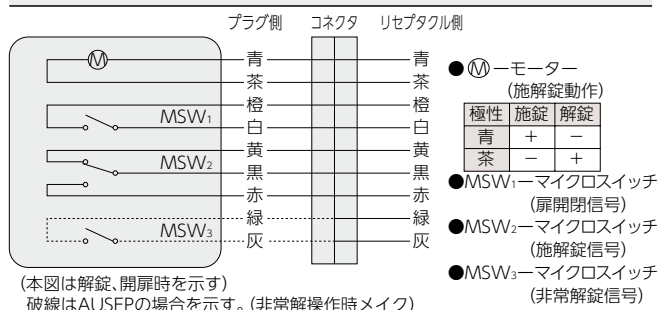 プラグ側 コネクタ リセプタクル側
青 青
茶 茶
橙 橙
MSW₁
白 白
黄 黄
MSW₂
黒 黒
赤 赤
緑 緑
MSW₃
灰 灰
(本図は解錠、開扉時を示す)
破線はAUSFPの場合を示す。(非常解操作時メイク)
●Ⓜーモーター
(施解錠動作)
極性 施錠 解錠
青 + −
茶 − +
●MSW₁ーマイクロスイッチ
(扉開閉信号)
●MSW₂ーマイクロスイッチ
(施解錠信号)
●MSW₃ーマイクロスイッチ
(非常解錠信号)